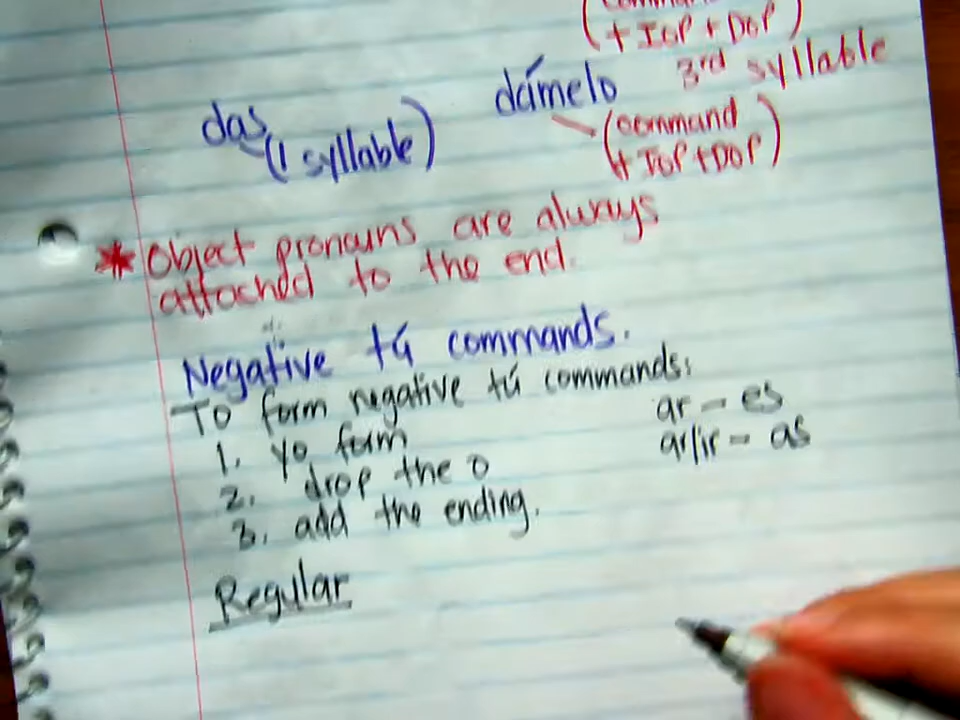 + IOP + DOP)
3rd syllable
das
(1 syllable)
dámelo
(command
+ IOP + DOP)
* Object pronouns are always
attached to the end.
Negative tú commands.
To form negative tú commands:
1. yo form
2. drop the o
3. add the ending.
ar - es
ar/ir - as
Regular